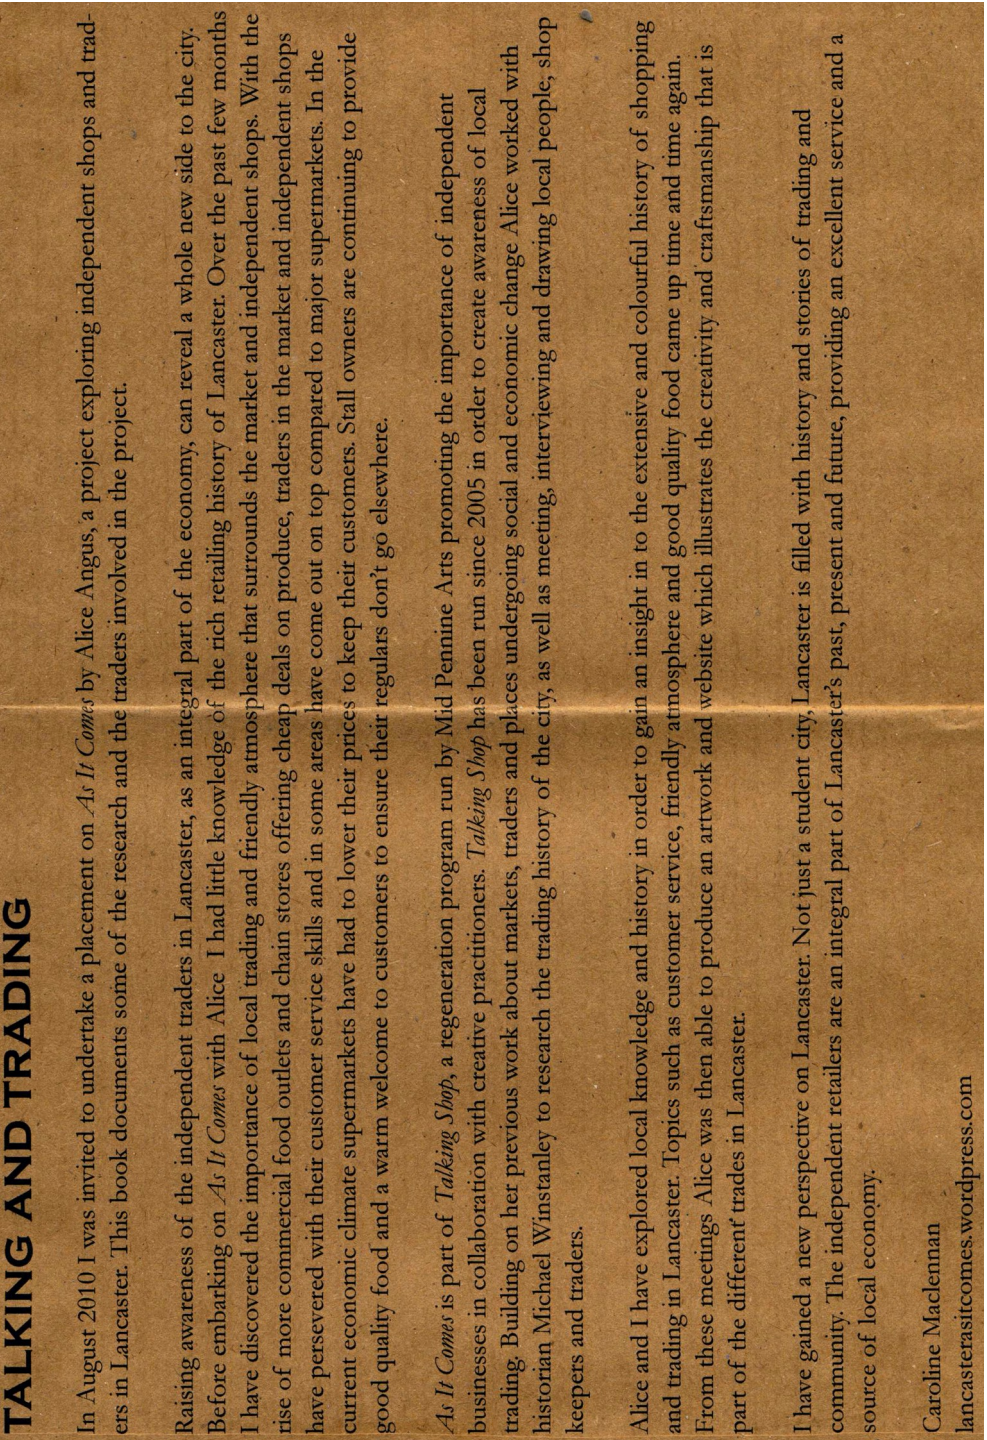 TALKING AND TRADING
In August 2010 I was invited to undertake a placement on As It Comes by Alice Angus, a project exploring independent shops and trad-
ers in Lancaster. This book documents some of the research and the traders involved in the project.
Raising awareness of the independent traders in Lancaster, as an integral part of the economy, can reveal a whole new side to the city.
Before embarking on As It Comes with Alice I had little knowledge of the rich retailing history of Lancaster. Over the past few months
I have discovered the importance of local trading and friendly atmosphere that surrounds the market and independent shops. With the
rise of more commercial food outlets and chain stores offering cheap deals on produce, traders in the market and independent shops
have persevered with their customer service skills and in some areas have come out on top compared to major supermarkets. In the
current economic climate supermarkets have had to lower their prices to keep their customers. Stall owners are continuing to provide
good quality food and a warm welcome to customers to ensure their regulars don't go elsewhere.
As It Comes is part of Talking Shop, a regeneration program run by Mid Pennine Arts promoting the importance of independent
businesses in collaboration with creative practitioners. Talking Shop has been run since 2005 in order to create awareness of local
trading. Building on her previous work about markets, traders and places undergoing social and economic change Alice worked with
historian Michael Winstanley to research the trading history of the city, as well as meeting, interviewing and drawing local people; shop
keepers and traders.
Alice and I have explored local knowledge and history in order to gain an insight in to the extensive and colourful history of shopping
and trading in Lancaster. Topics such as customer service, friendly atmosphere and good quality food came up time and time again.
From these meetings Alice was then able to produce an artwork and website which illustrates the creativity and craftsmanship that is
part of the different trades in Lancaster.
I have gained a new perspective on Lancaster. Not just a student city, Lancaster is filled with history and stories of trading and
community. The independent retailers are an integral part of Lancaster's past, present and future, providing an excellent service and a
source of local economy.
Caroline Maclennan
lancasterasitcomes.wordpress.com